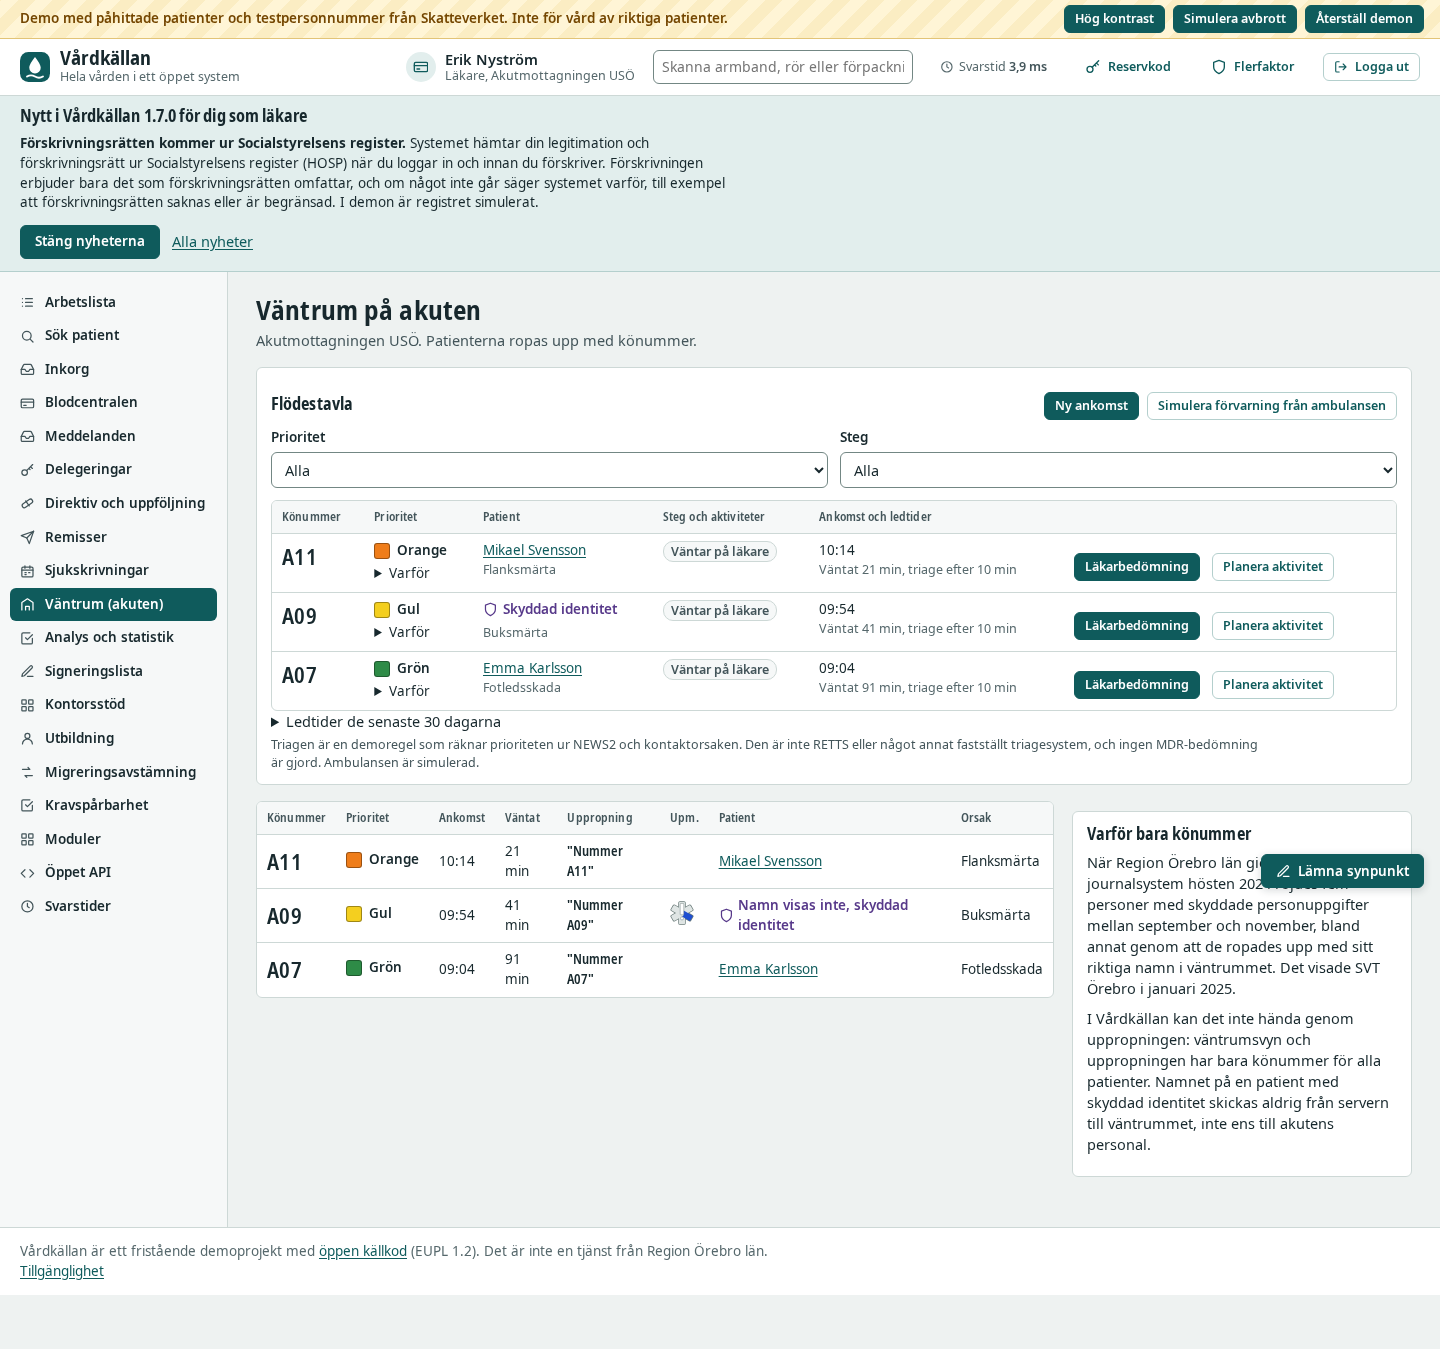 Demo med påhittade patienter och testpersonnummer från Skatteverket. Inte för vård av riktiga patienter.
Hög kontrast
Simulera avbrott
Återställ demon
Vårdkällan
Hela vården i ett öppet system
Erik Nyström
Läkare, Akutmottagningen USÖ
Skanna armband, rör eller förpackni
Svarstid 3,9 ms
Reservkod
Flerfaktor
Logga ut
Nytt i Vårdkällan 1.7.0 för dig som läkare
Förskrivningsrätten kommer ur Socialstyrelsens register. Systemet hämtar din legitimation och
förskrivningsrätt ur Socialstyrelsens register (HOSP) när du loggar in och innan du förskriver. Förskrivningen
erbjuder bara det som förskrivningsrätten omfattar, och om något inte går säger systemet varför, till exempel
att förskrivningsrätten saknas eller är begränsad. I demon är registret simulerat.
Stäng nyheterna
Alla nyheter
Arbetslista
Sök patient
Inkorg
Blodcentralen
Meddelanden
Delegeringar
Direktiv och uppföljning
Remisser
Sjukskrivningar
Väntrum (akuten)
Analys och statistik
Signeringslista
Kontorsstöd
Utbildning
Migreringsavstämning
Kravspårbarhet
Moduler
Öppet API
Svarstider
Väntrum på akuten
Akutmottagningen USÖ. Patienterna ropas upp med könummer.
Flödestavla
Ny ankomst
Simulera förvarning från ambulansen
Prioritet
Steg
Alla
Alla
Könummer Prioritet Patient Steg och aktiviteter Ankomst och ledtider
A11 Orange Mikael Svensson Väntar på läkare 10:14
Varför Flanksmärta Väntat 21 min, triage efter 10 min Läkarbedömning Planera aktivitet
A09 Gul Skyddad identitet Väntar på läkare 09:54
Varför Buksmärta Väntat 41 min, triage efter 10 min Läkarbedömning Planera aktivitet
A07 Grön Emma Karlsson Väntar på läkare 09:04
Varför Fotledsskada Väntat 91 min, triage efter 10 min Läkarbedömning Planera aktivitet
Ledtider de senaste 30 dagarna
Triagen är en demoregel som räknar prioriteten ur NEWS2 och kontaktorsaken. Den är inte RETTS eller något annat fastställt triagesystem, och ingen MDR-bedömning
är gjord. Ambulansen är simulerad.
Könummer Prioritet Ankomst Väntat Uppropning Upm. Patient Orsak
A11 Orange 10:14 21 min "Nummer A11" Mikael Svensson Flanksmärta
A09 Gul 09:54 41 min "Nummer A09" Namn visas inte, skyddad identitet Buksmärta
A07 Grön 09:04 91 min "Nummer A07" Emma Karlsson Fotledsskada
Varför bara könummer
När Region Örebro län
journalsystem hösten
personer med skyddade personuppgifter
mellan september och november, bland
annat genom att de ropades upp med sitt
riktiga namn i väntrummet. Det visade SVT
Örebro i januari 2025.
I Vårdkällan kan det inte hända genom
uppropningen: väntrumsvyn och
uppropningen har bara könummer för alla
patienter. Namnet på en patient med
skyddad identitet skickas aldrig från servern
till väntrummet, inte ens till akutens
personal.
Lämna synpunkt
Vårdkällan är ett fristående demoprojekt med öppen källkod (EUPL 1.2). Det är inte en tjänst från Region Örebro län.
Tillgänglighet